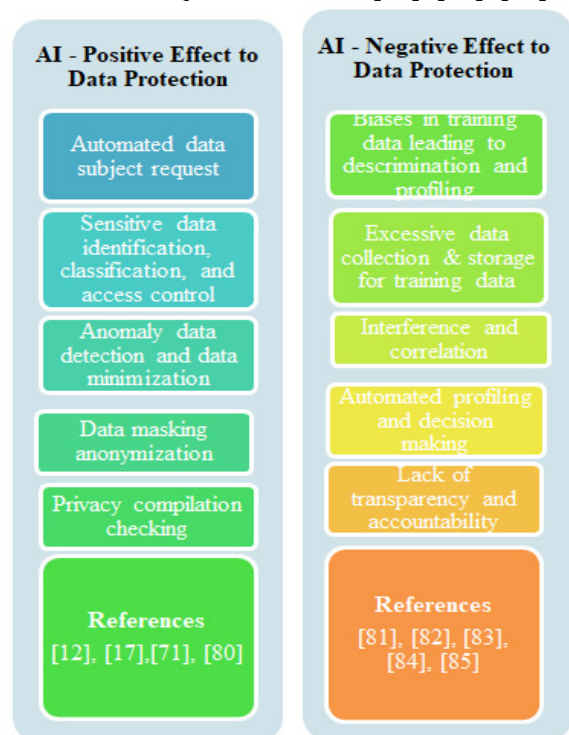 AI - Positive Effect to
Data Protection
Automated data
subject request
Sensitive data
identification,
classification, and
access control
Anomaly data
detection and data
minimization
Data masking
anonymization
Privacy compilation
checking
References
[12], [17],[71], [80]
AI - Negative Effect to
Data Protection
Biases in training
data leading to
descrimination and
profiling
Excessive data
collection & storage
for training data
Interference and
correlation
Automated profiling
and decision
making
Lack of
transparency and
accountability
References
[81], [82], [83],
[84], [85]